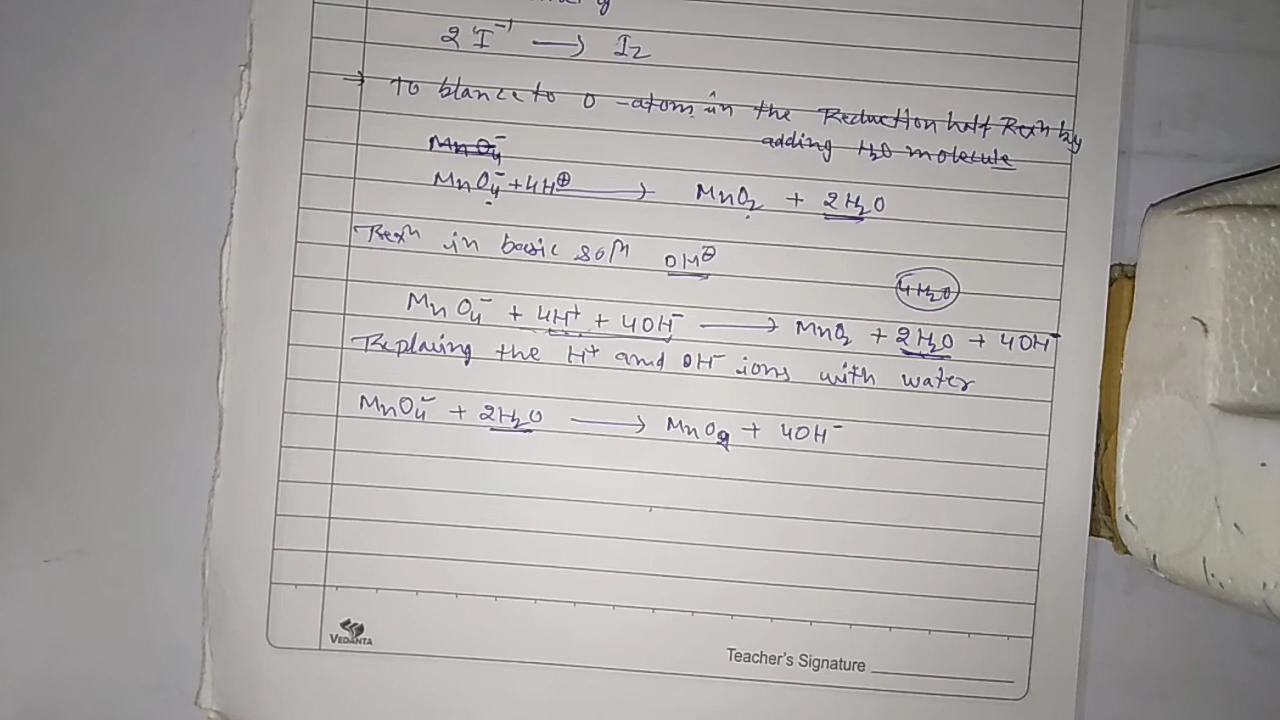 2I⁻¹ ⟶ I₂
→ To blance to O-atom in the Reduction half Rexn by
adding H₂O molecule
MnO₄⁻
MnO₄⁻ + 4H⊕ ⟶ MnO₂ + 2H₂O
Rexn in basic solⁿ OH⊖
4H₂O
MnO₄⁻ + 4H⁺ + 4OH⁻ ⟶ MnO₂ + 2H₂O + 4OH⁻
Replacing the H⁺ and OH⁻ ions with water
MnO₄⁻ + 2H₂O ⟶ MnO₂ + 4OH⁻
VEDANTA
Teacher's Signature